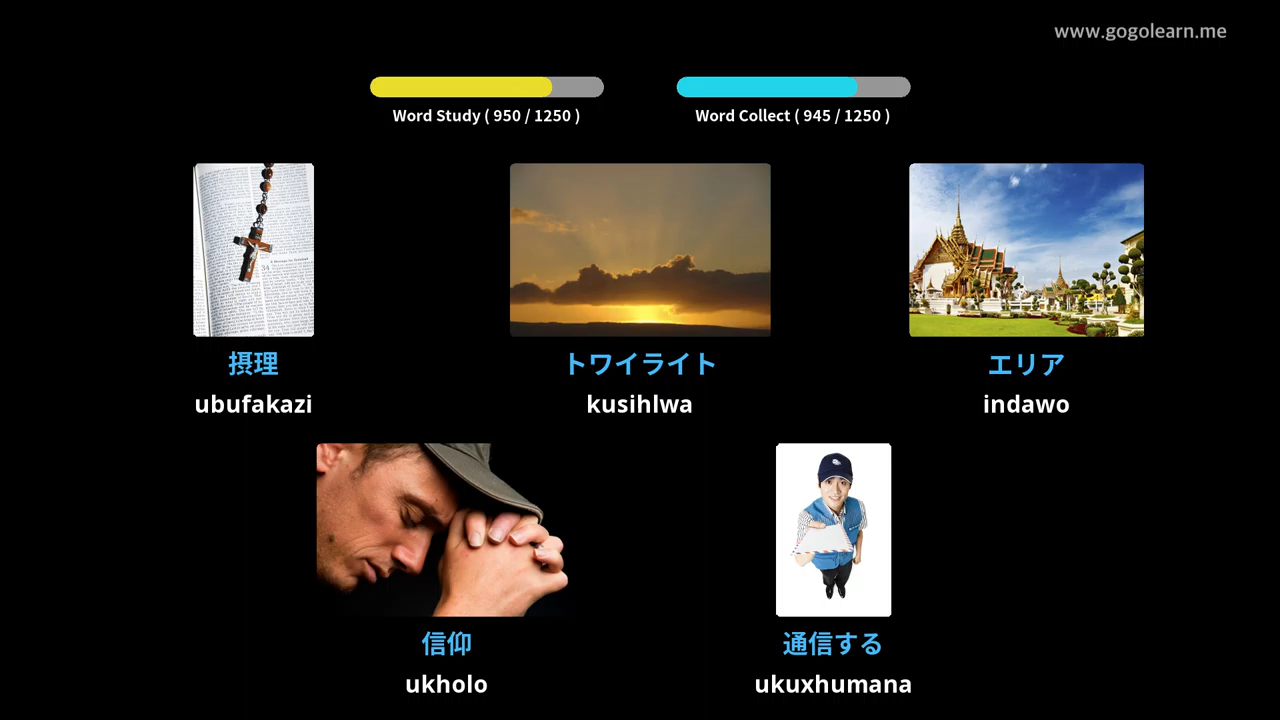 www.gogolearn.me
Word Study ( 950 / 1250 )
Word Collect ( 945 / 1250 )
摂理
トワイライト
エリア
ubufakazi
kusihlwa
indawo
信仰
通信する
ukholo
ukuxhumana